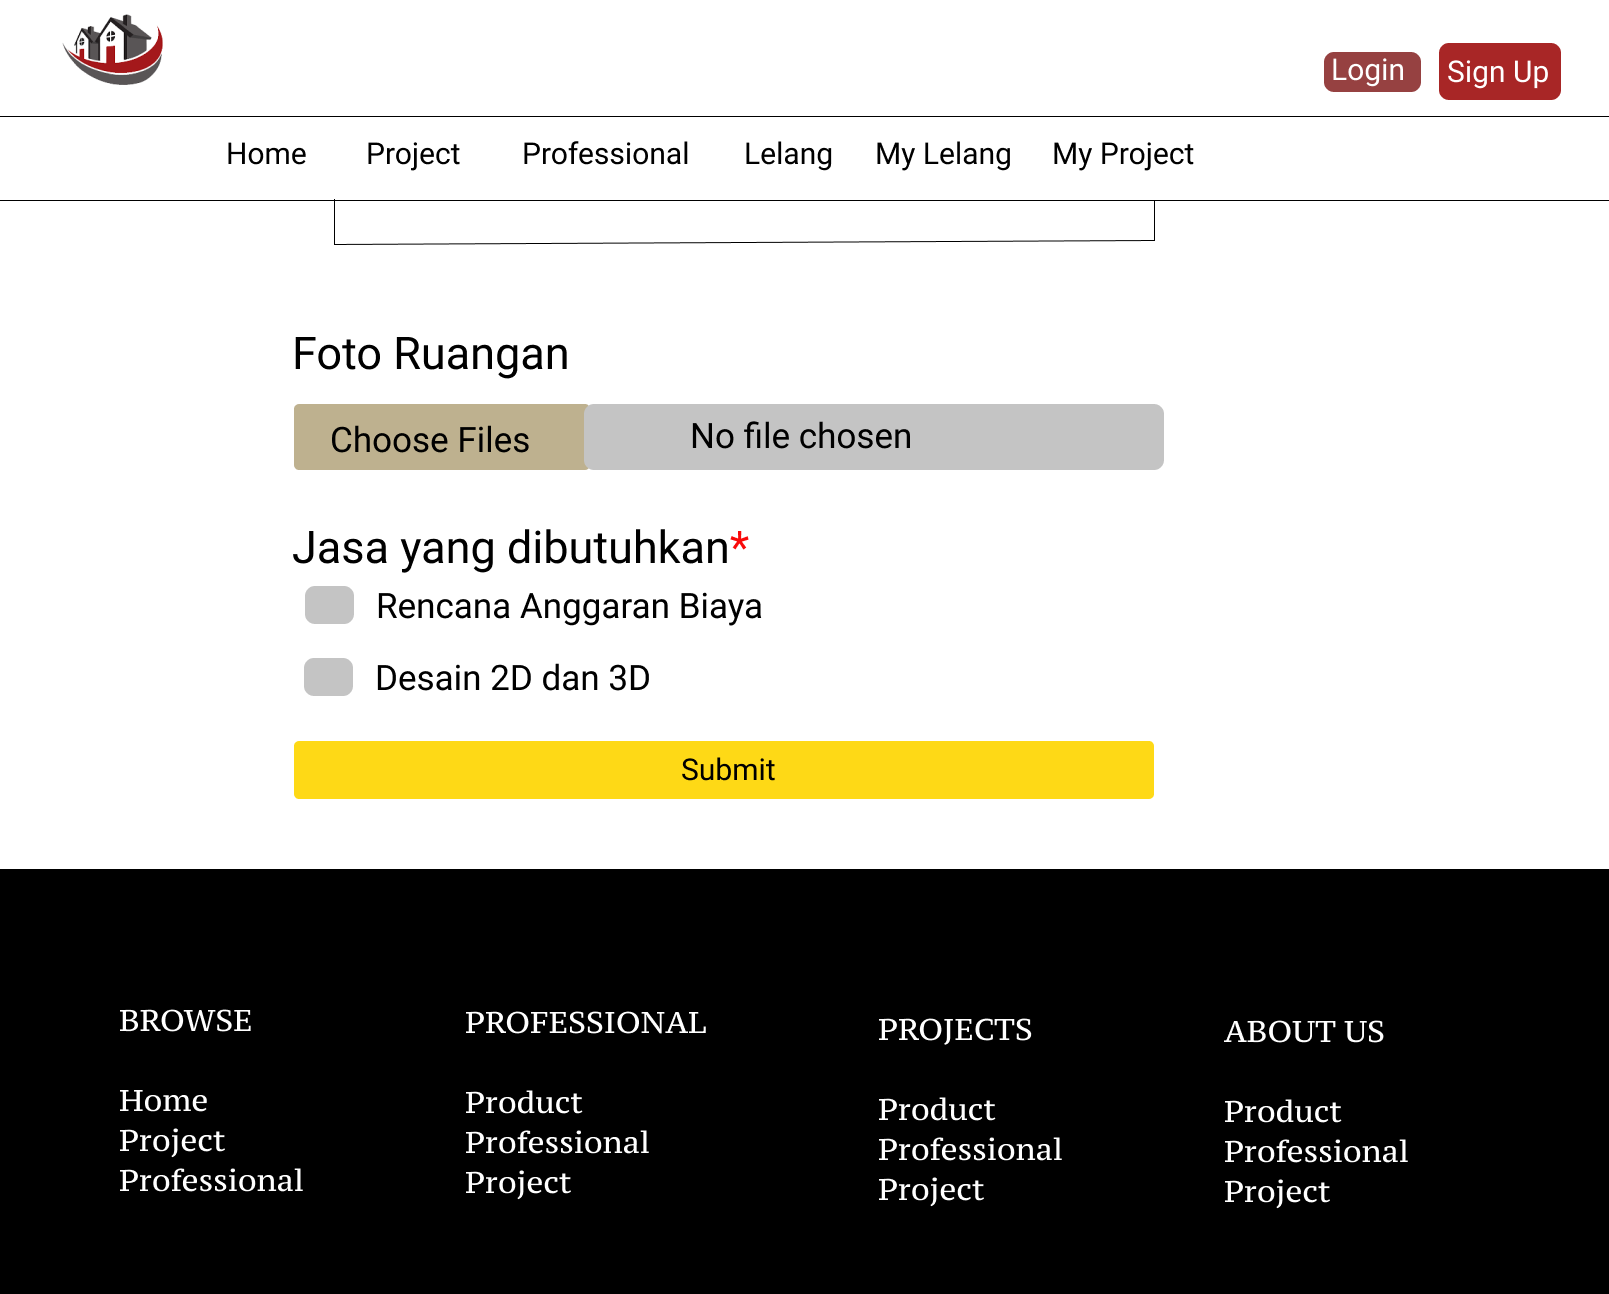 Login
Sign Up
Home
Project
Professional
Lelang
My Lelang
My Project
Foto Ruangan
Choose Files
No file chosen
Jasa yang dibutuhkan*
Rencana Anggaran Biaya
Desain 2D dan 3D
Submit
BROWSE
Home
Project
Professional
PROFESSIONAL
Product
Professional
Project
PROJECTS
Product
Professional
Project
ABOUT US
Product
Professional
Project